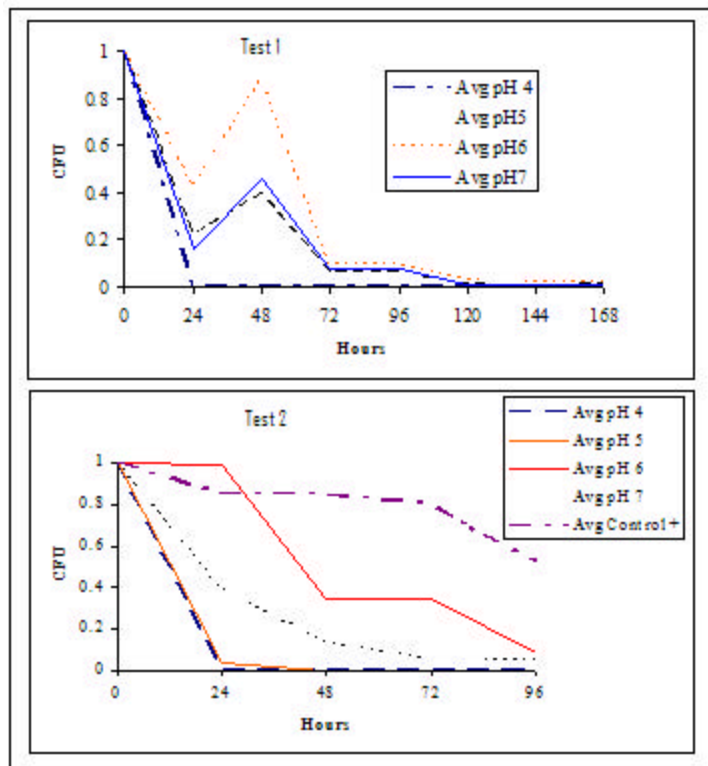 Test 1
1
0.8
0.6
0.4
0.2
0
CFU
0 24 48 72 96 120 144 168
Hours
Avg pH 4
Avg pH5
Avg pH6
Avg pH7
Test 2
1
0.8
0.6
0.4
0.2
0
CFU
0 24 48 72 96
Hours
Avg pH 4
Avg pH 5
Avg pH 6
Avg pH 7
Avg Control+